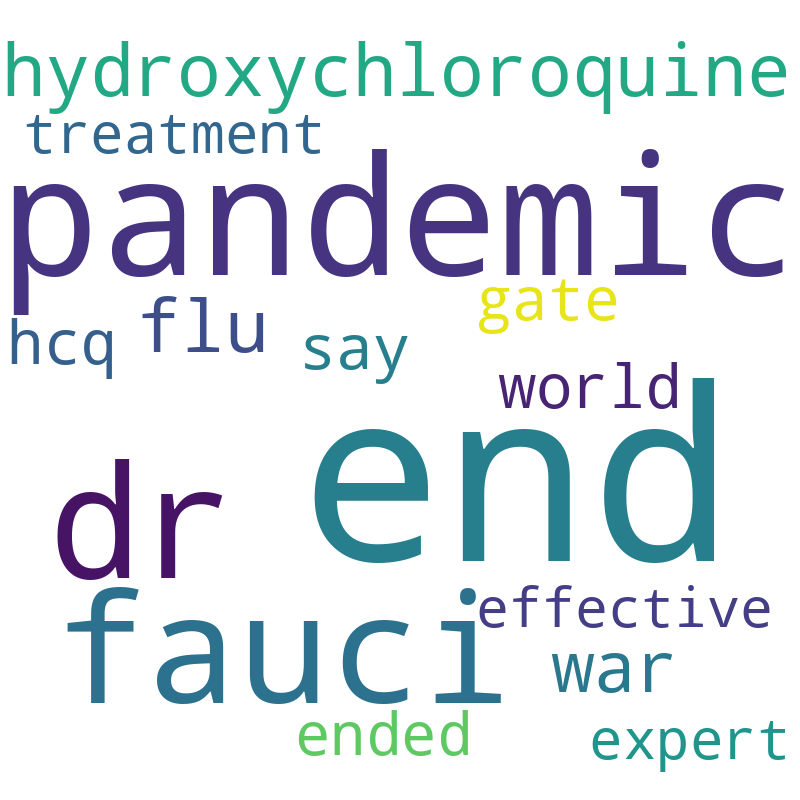 hydroxychloroquine
treatment
pandemic
gate
hcq flu say
world
end
dr
fauci
effective
war
ended
expert